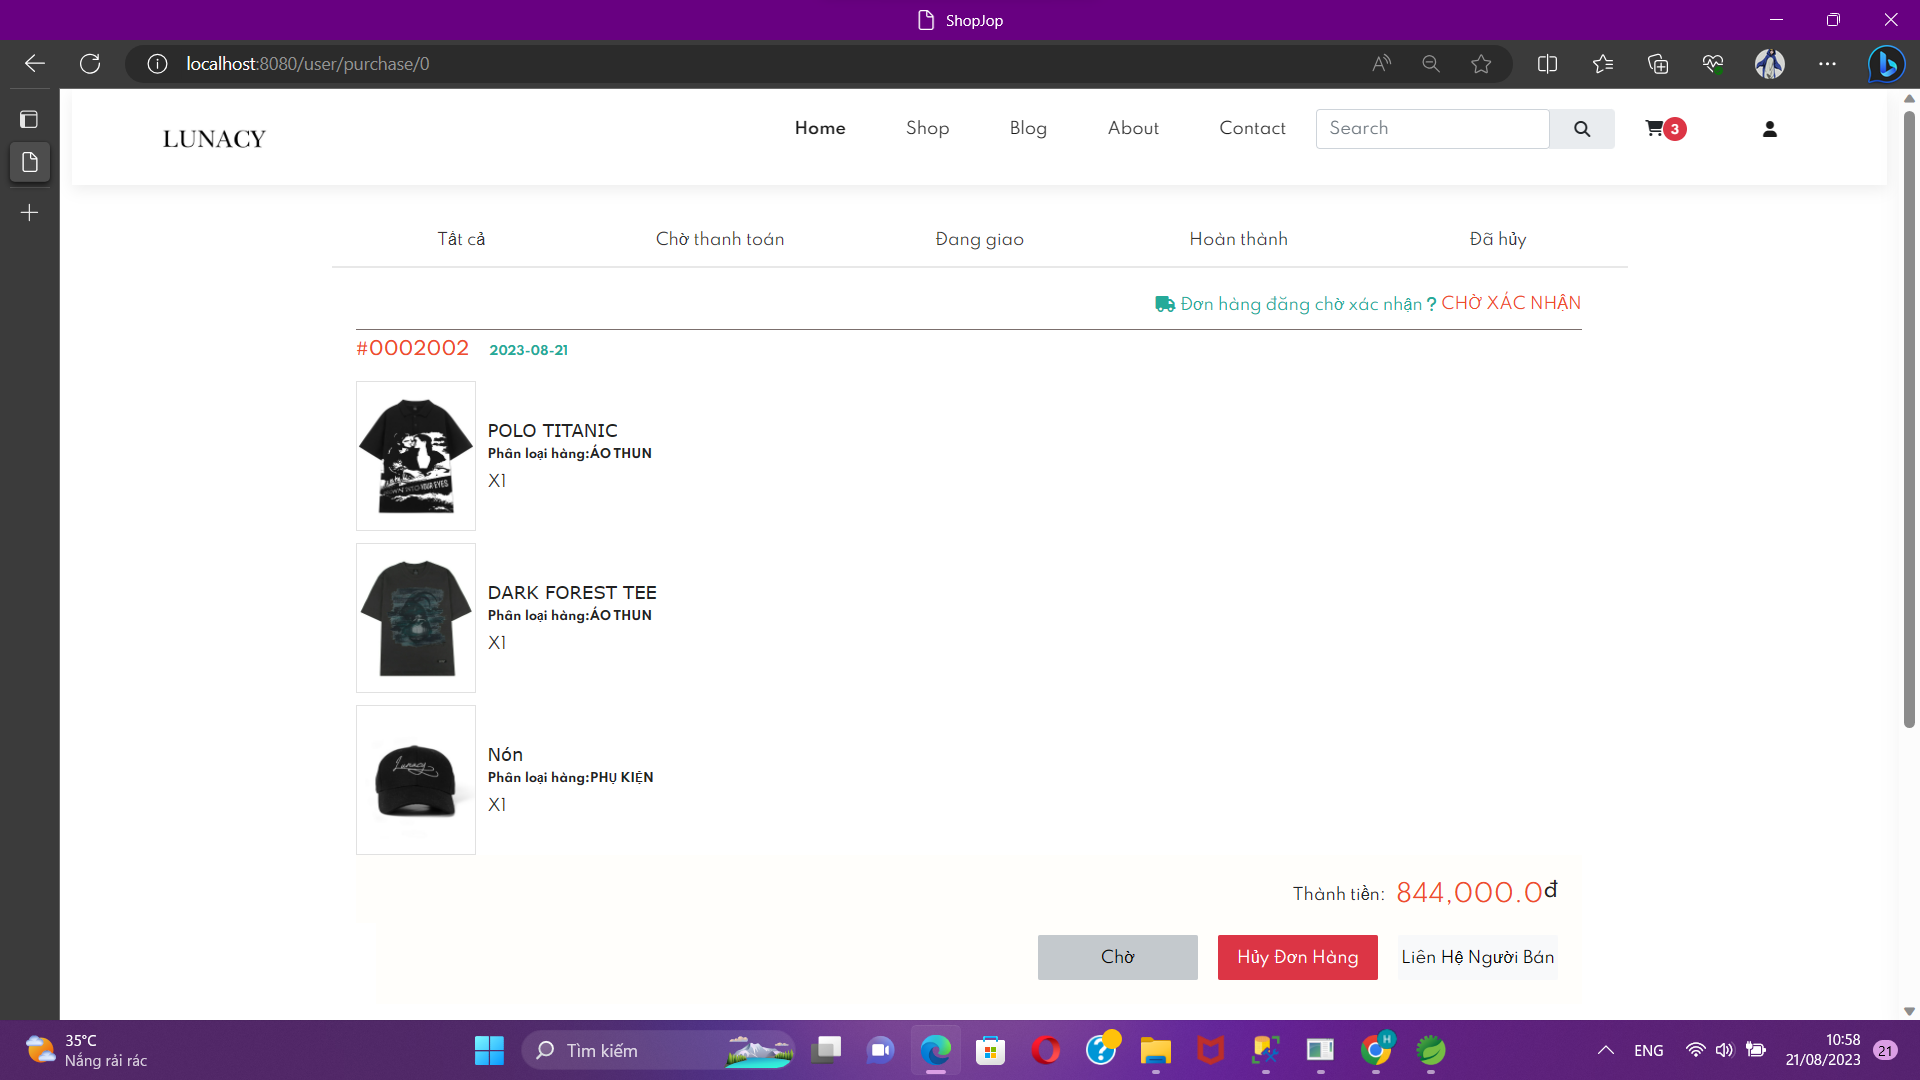 ShopJop
localhost:8080/user/purchase/0
LUNACY
Home Shop Blog About Contact Search 3
Tất cả Chờ thanh toán Đang giao Hoàn thành Đã hủy
Đơn hàng đăng chờ xác nhận ? CHỜ XÁC NHẬN
#0002002 2023-08-21
POLO TITANIC
Phân loại hàng:ÁO THUN
X1
DARK FOREST TEE
Phân loại hàng:ÁO THUN
X1
Lunacy
Nón
Phân loại hàng:PHỤ KIỆN
X1
Thành tiền: 844,000.0đ
Chờ Hủy Đơn Hàng Liên Hệ Người Bán
35°C
Nắng rải rác
Tìm kiếm
H
ENG
10:58
21/08/2023
21